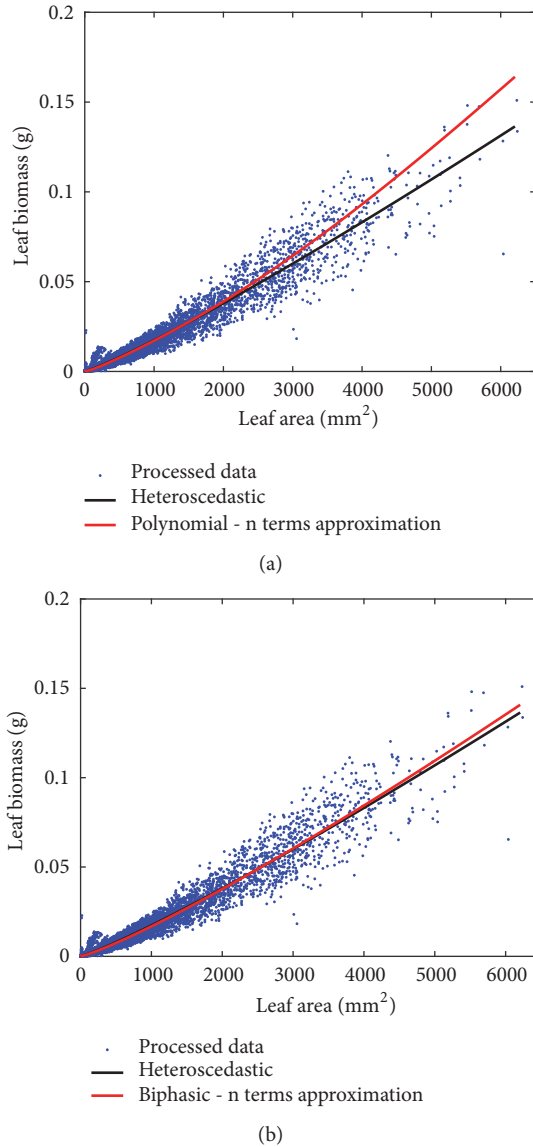 0.2
0.15
0.1
0.05
0
Leaf biomass (g)
0 1000 2000 3000 4000 5000 6000
Leaf area (mm²)
Processed data
Heteroscedastic
Polynomial - n terms approximation
(a)
0.2
0.15
0.1
0.05
0
Leaf biomass (g)
0 1000 2000 3000 4000 5000 6000
Leaf area (mm²)
Processed data
Heteroscedastic
Biphasic - n terms approximation
(b)